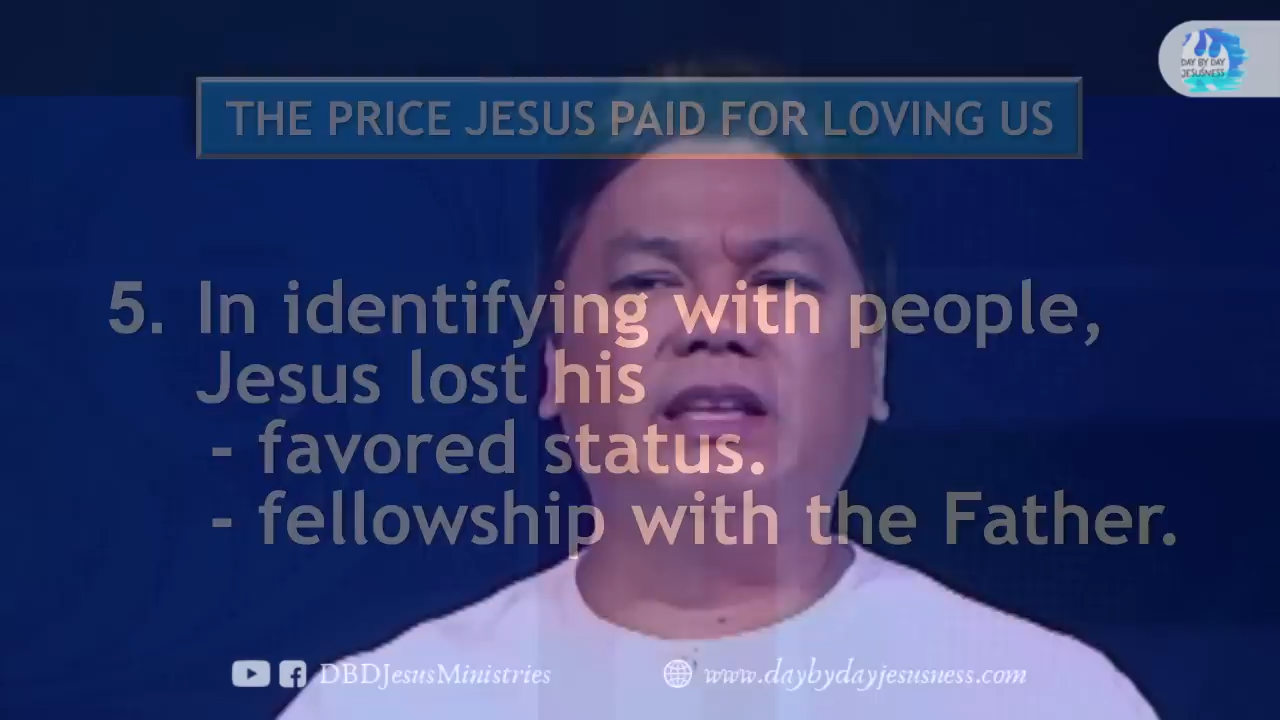 DAY BY DAY
JESUSNESS
THE PRICE JESUS PAID FOR LOVING US
5. In identifying with people,
Jesus lost his
- favored status.
- fellowship with the Father.
DBDJesusMinistries
www.daybydayjesusness.com